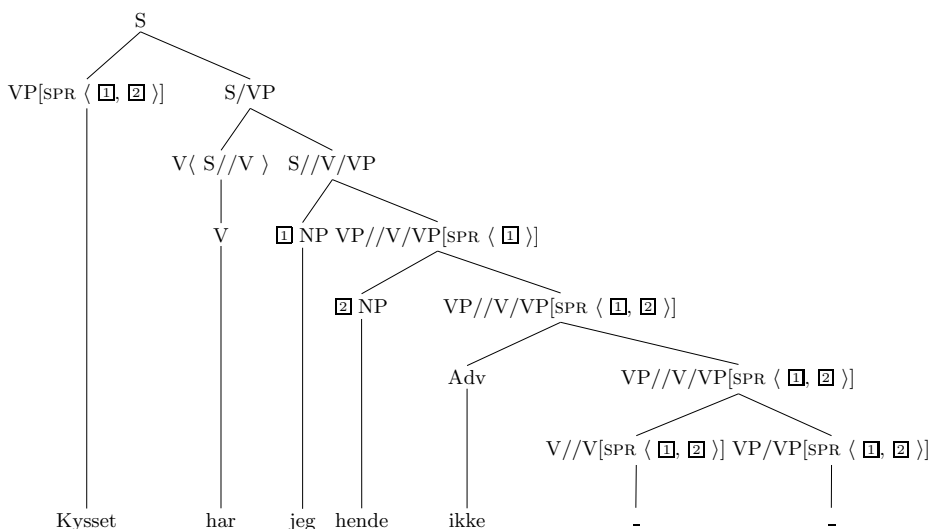 S
VP[SPR ⟨ 1, 2 ⟩] S/VP
V⟨ S//V ⟩ S//V/VP
V 1 NP VP//V/VP[SPR ⟨ 1 ⟩]
2 NP VP//V/VP[SPR ⟨ 1, 2 ⟩]
Adv VP//V/VP[SPR ⟨ 1, 2 ⟩]
V//V[SPR ⟨ 1, 2 ⟩] VP/VP[SPR ⟨ 1, 2 ⟩]
Kysset har jeg hende ikke _ _